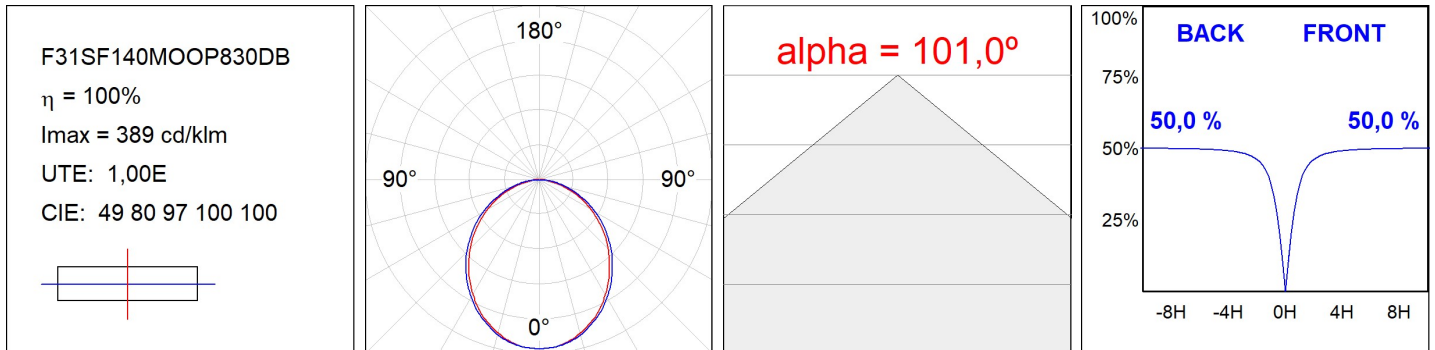 F31SF140MOOP830DB
η = 100%
Imax = 389 cd/klm
UTE: 1,00E
CIE: 49 80 97 100 100
180°
90°
90°
0°
alpha = 101,0º
100%
BACK FRONT
75%
50,0 % 50,0 %
50%
25%
-8H -4H 0H 4H 8H